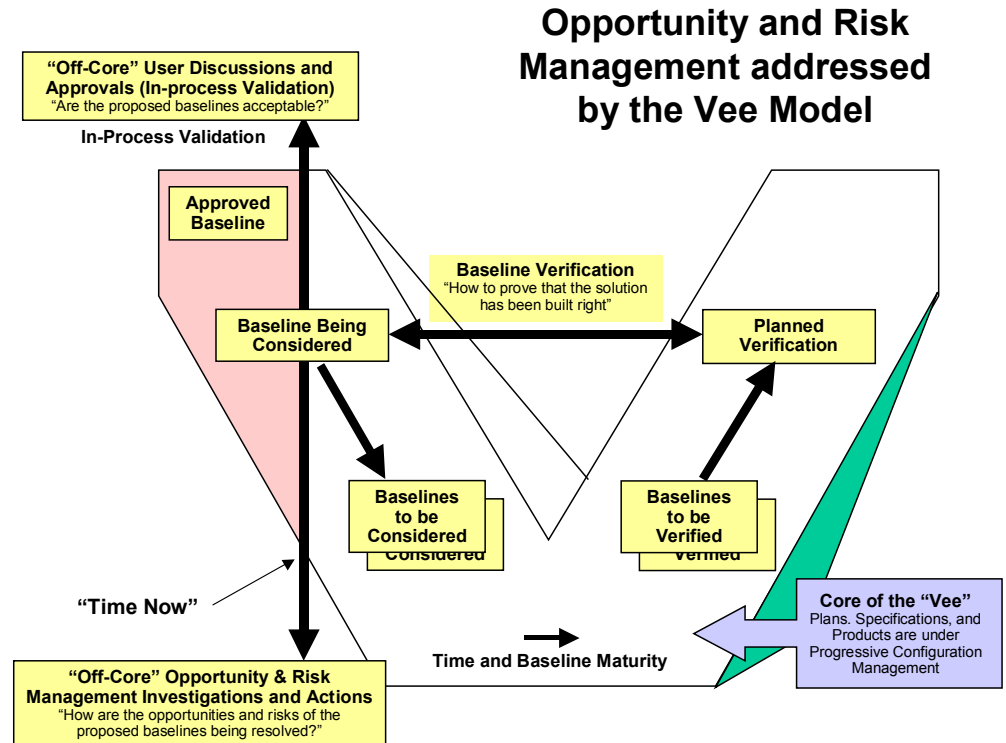 Opportunity and Risk
Management addressed
by the Vee Model
“Off-Core” User Discussions and
Approvals (In-process Validation)
“Are the proposed baselines acceptable?”
In-Process Validation
Approved
Baseline
Baseline Verification
“How to prove that the solution
has been built right”
Baseline Being
Considered
Planned
Verification
Baselines
to be
Considered
Considered
Baselines
to be
Verified
Verified
“Time Now”
Time and Baseline Maturity
Core of the “Vee”
Plans. Specifications, and
Products are under
Progressive Configuration
Management
“Off-Core” Opportunity & Risk
Management Investigations and Actions
“How are the opportunities and risks of the
proposed baselines being resolved?”